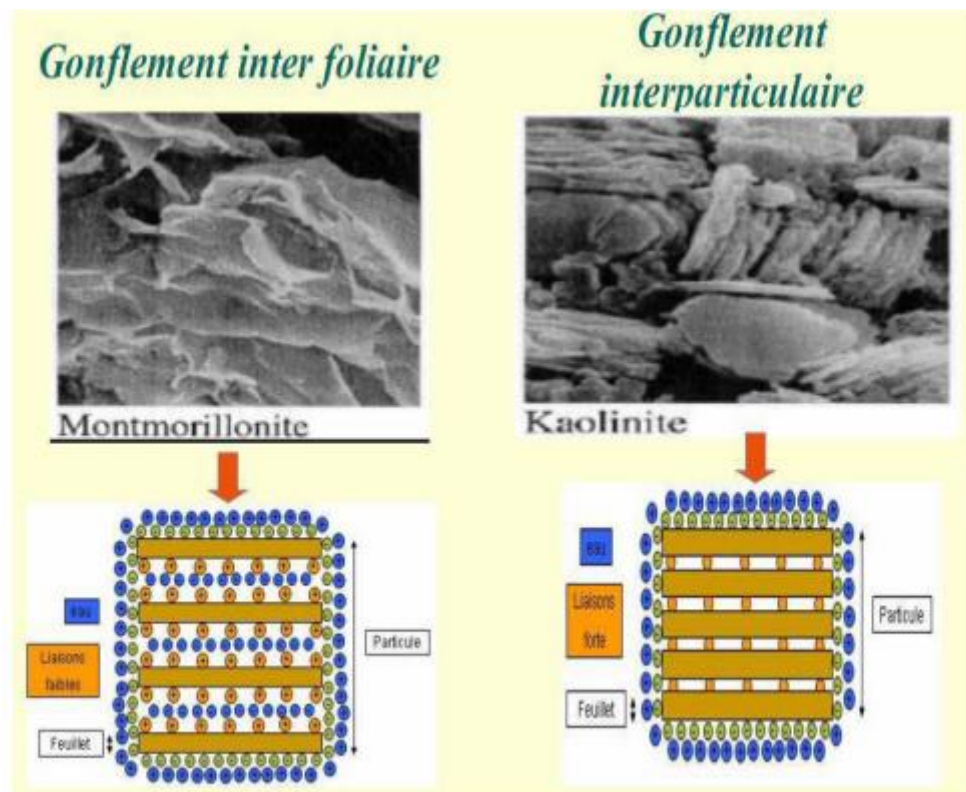 Gonflement inter foliaire
Gonflement
interparticulaire
Montmorillonite
Kaolinite
eau
Liaisons
faibles
Feuillet
Particule
eau
Liaisons
forte
Feuillet
Particule